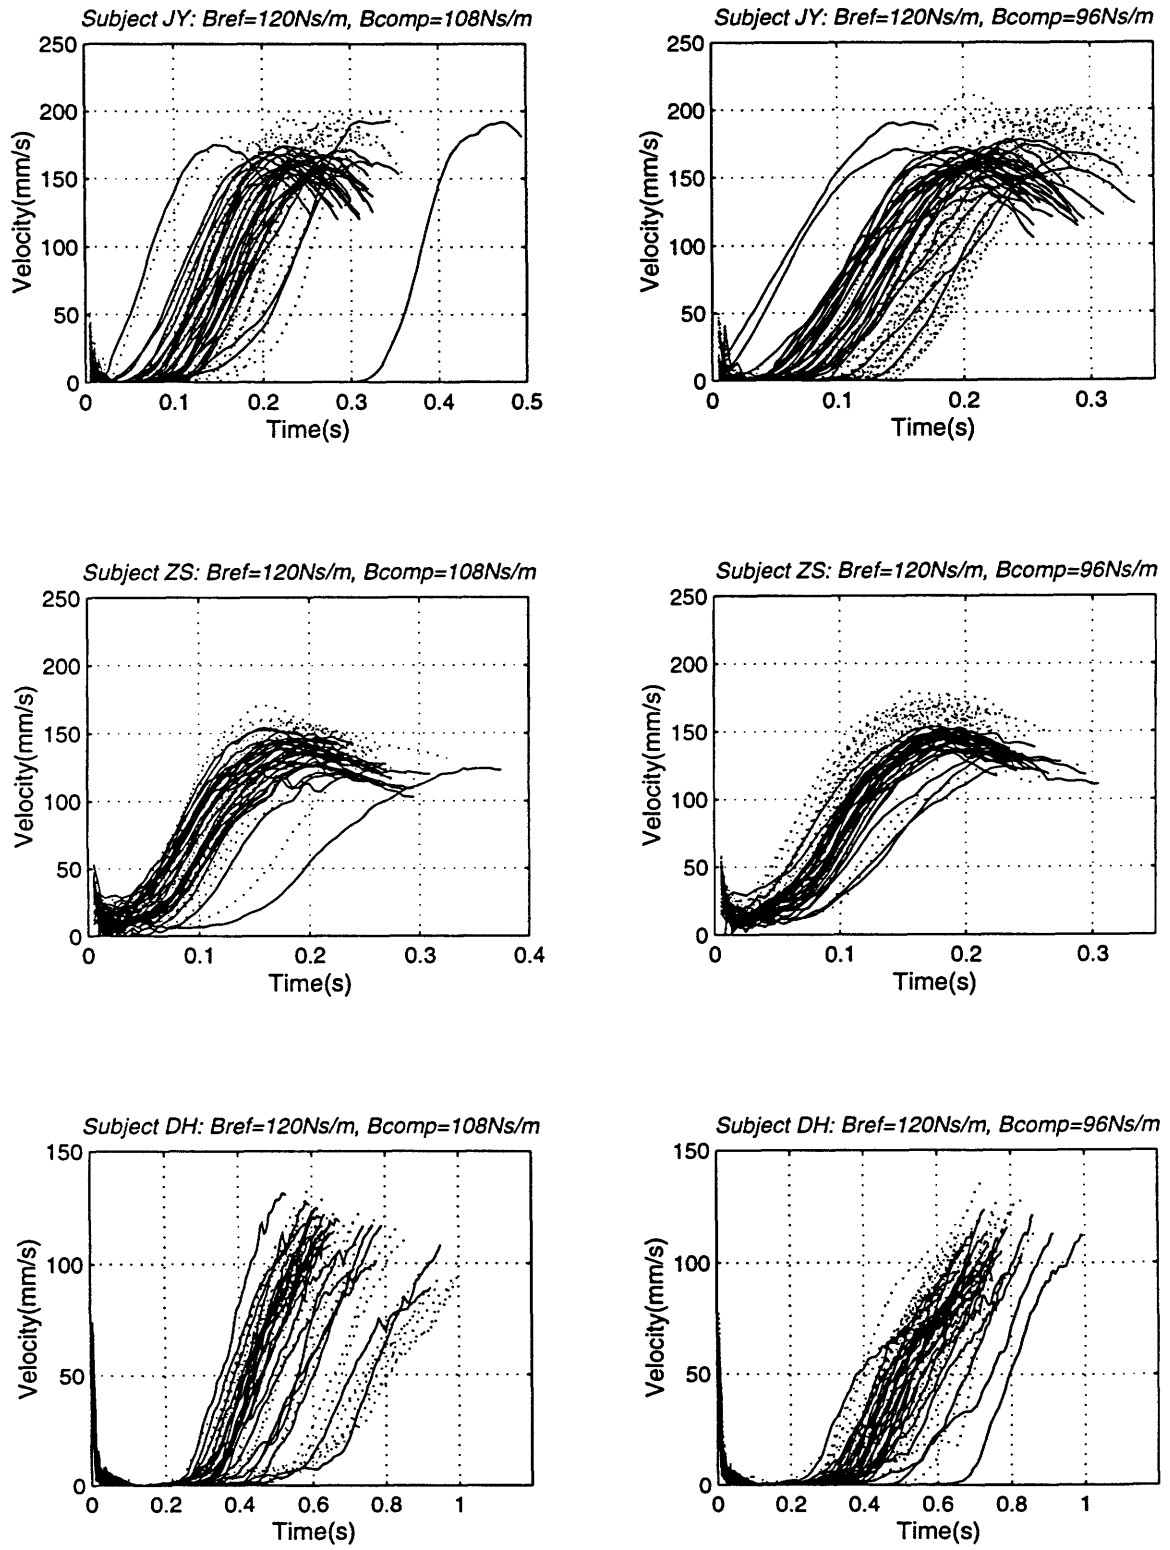 Subject JY: Bref=120Ns/m, Bcomp=108Ns/m
250
200
150
100
50
0
Velocity(mm/s)
0 0.1 0.2 0.3 0.4 0.5
Time(s)
Subject JY: Bref=120Ns/m, Bcomp=96Ns/m
250
200
150
100
50
0
Velocity(mm/s)
0 0.1 0.2 0.3
Time(s)
Subject ZS: Bref=120Ns/m, Bcomp=108Ns/m
250
200
150
100
50
0
Velocity(mm/s)
0 0.1 0.2 0.3 0.4
Time(s)
Subject ZS: Bref=120Ns/m, Bcomp=96Ns/m
250
200
150
100
50
0
Velocity(mm/s)
0 0.1 0.2 0.3
Time(s)
Subject DH: Bref=120Ns/m, Bcomp=108Ns/m
150
100
50
0
Velocity(mm/s)
0 0.2 0.4 0.6 0.8 1
Time(s)
Subject DH: Bref=120Ns/m, Bcomp=96Ns/m
150
100
50
0
Velocity(mm/s)
0 0.2 0.4 0.6 0.8 1
Time(s)